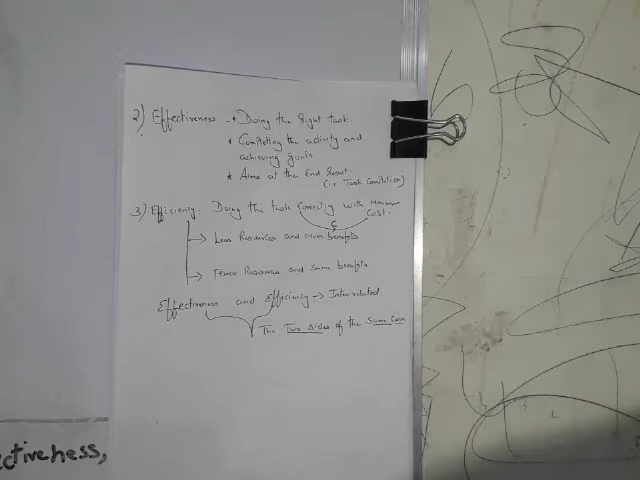 2) Effectiveness - * Doing the Right task.
* Completing the activity and
achieving goals.
* Aims at the End Result.
(i.e Task Completion)
3) Efficiency. Doing the task correctly with Minimum
Cost.
&
→ Less Resources and More benefits
→ Fewer Resources and same benefits
Effectiveness and Efficiency → Interrelated
The Two sides of the Same Coin
ectiveness,